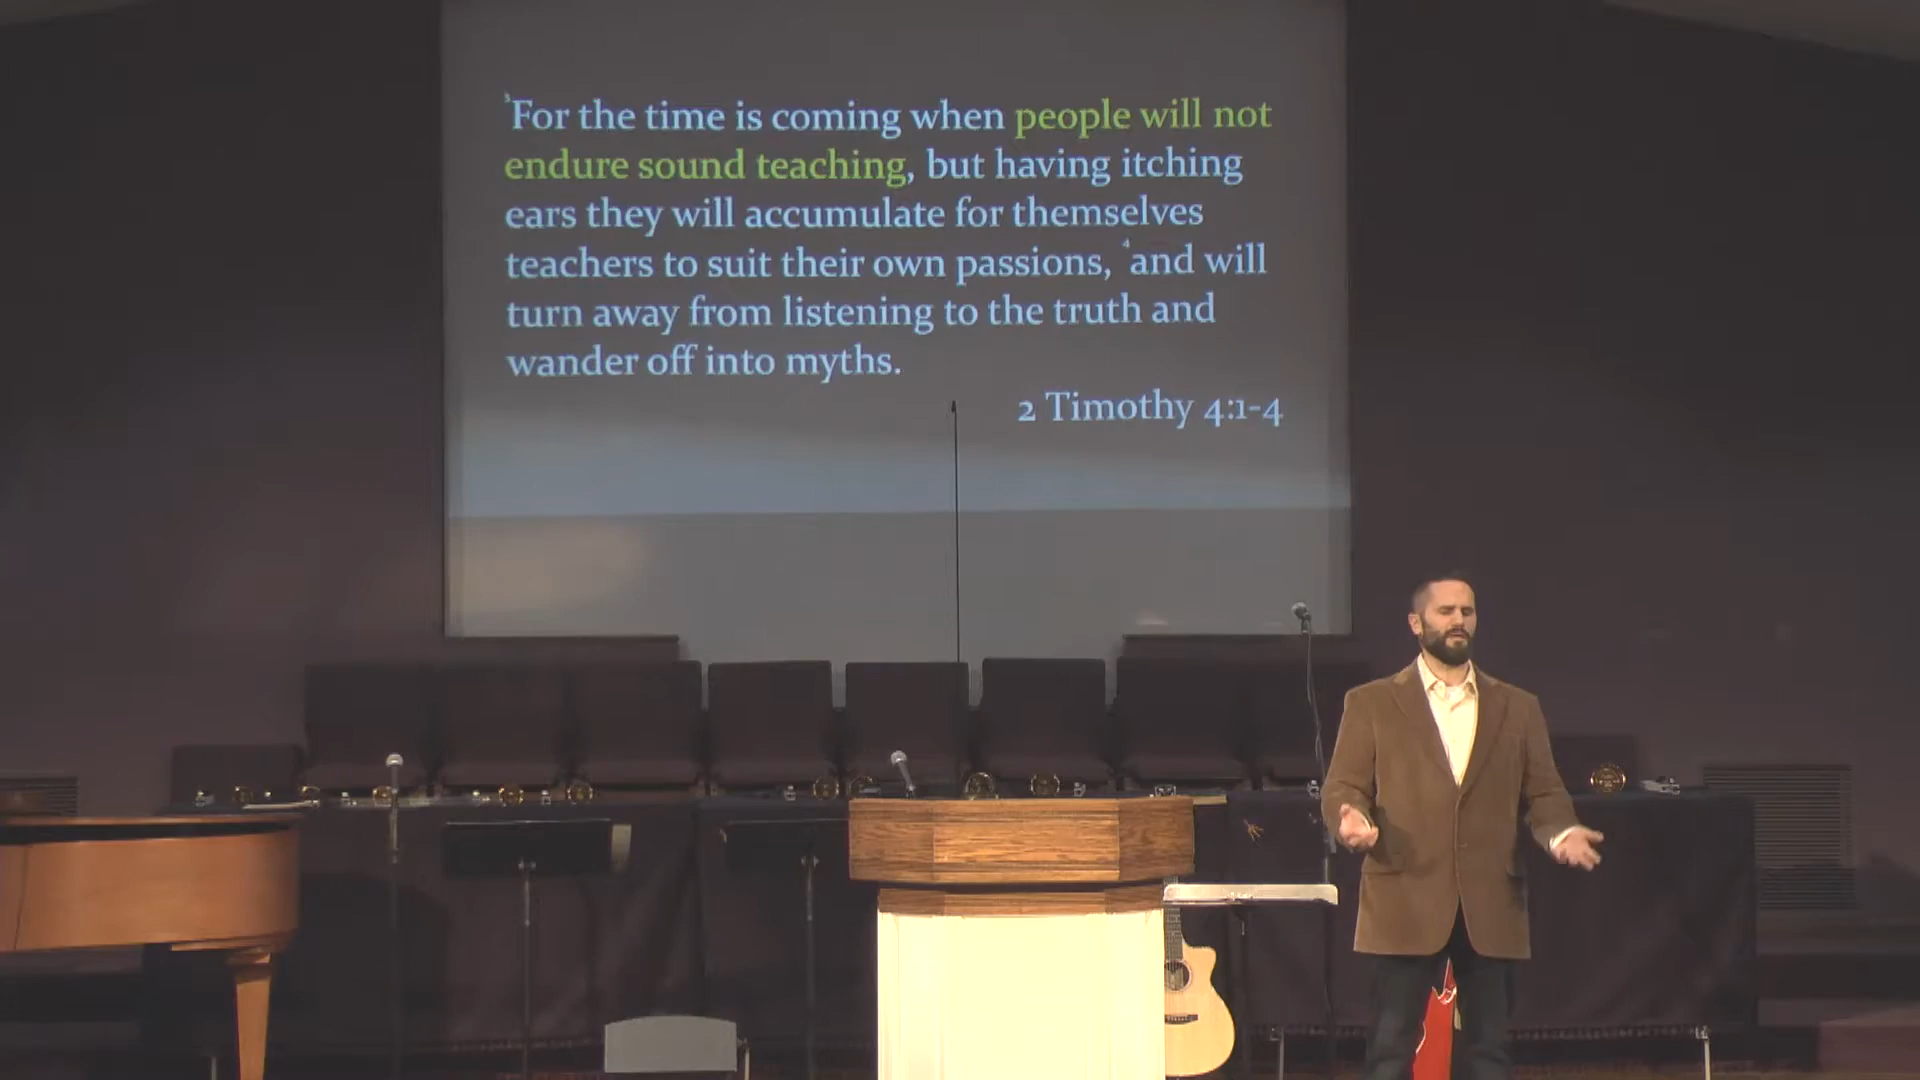 ³For the time is coming when people will not
endure sound teaching, but having itching
ears they will accumulate for themselves
teachers to suit their own passions, ⁴and will
turn away from listening to the truth and
wander off into myths.
2 Timothy 4:1-4